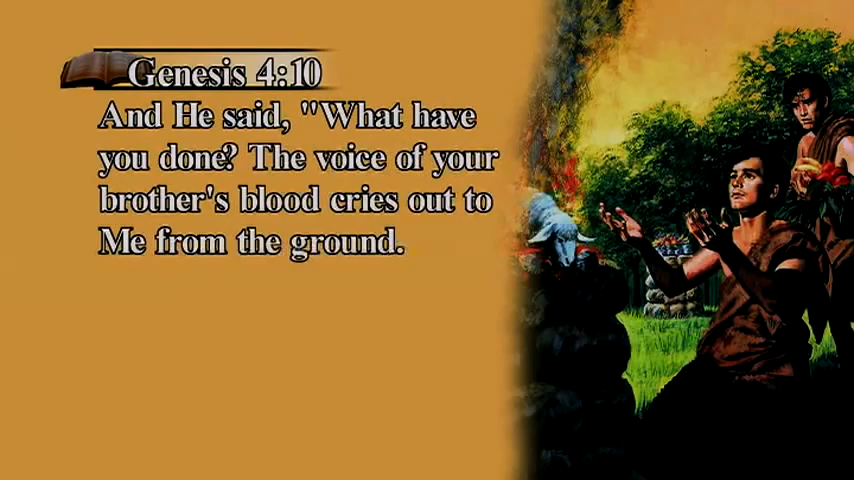 Genesis 4:10
And He said, "What have
you done? The voice of your
brother's blood cries out to
Me from the ground.